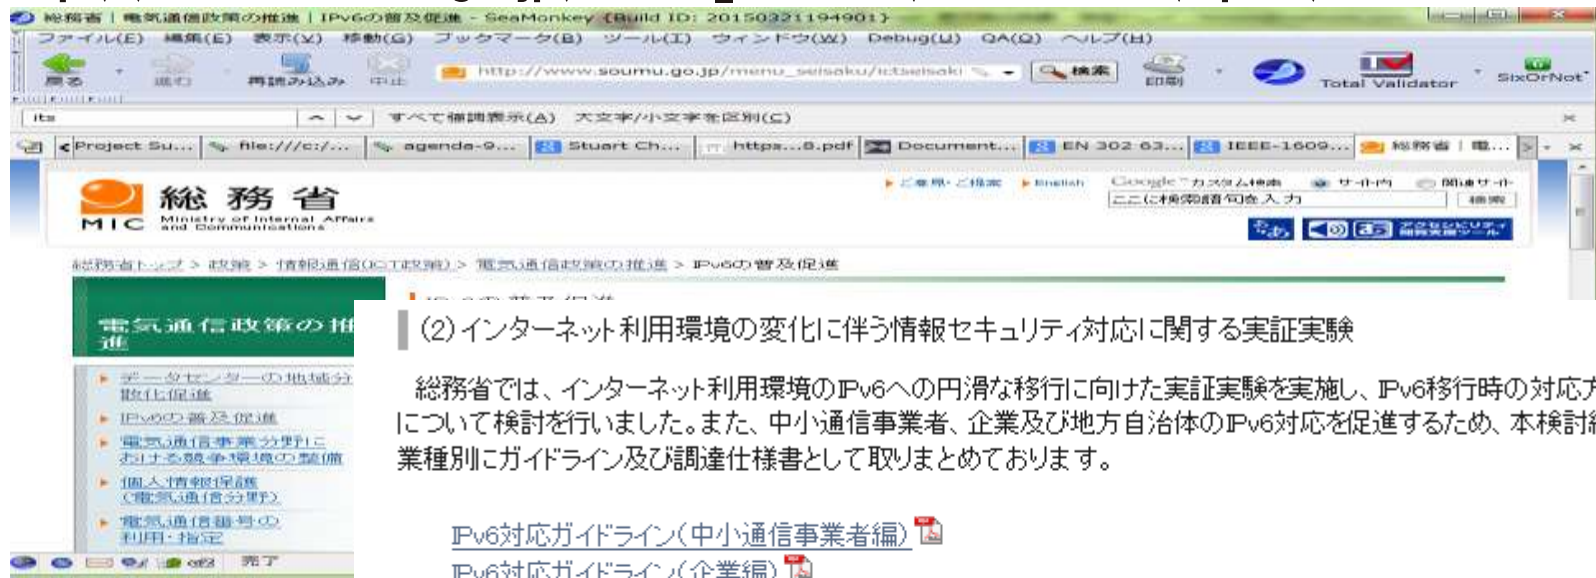 総務省 | 電気通信政策の推進 | IPv6の普及促進 - SeaMonkey {Build ID: 20150321194901}
ファイル(E) 編集(E) 表示(V) 移動(G) ブックマーク(B) ツール(I) ウィンドウ(W) Debug(U) QA(Q) ヘルプ(H)
戻る 進む 再読み込み 中止 http://www.soumu.go.jp/menu_seisaku/ictseisaku 検索 印刷 Total Validator SixOrNot
its すべて強調表示(A) 大文字/小文字を区別(C)
Project Su... file:///c:/... agenda-9... Stuart Ch... https...8.pdf Document... EN 302 63... IEEE-1609... 総務省 | 電...
ご意見・ご提案 English Google カスタム検索 サイト内 関連サイト
総務省 ここに検索語句を入力 検索
MIC Ministry of Internal Affairs and Communications
総務省トップ > 政策 > 情報通信(ICT政策) > 電気通信政策の推進 > IPv6の普及促進
電気通信政策の推進
データセンターの地域分散化促進
IPv6の普及促進
電気通信事業分野における競争環境の整備
個人情報保護(電気通信分野)
電気通信番号の利用・指定
完了
(2)インターネット利用環境の変化に伴う情報セキュリティ対応に関する実証実験
総務省では、インターネット利用環境のIPv6への円滑な移行に向けた実証実験を実施し、IPv6移行時の対応方
について検討を行いました。また、中小通信事業者、企業及び地方自治体のIPv6対応を促進するため、本検討結
業種別にガイドライン及び調達仕様書として取りまとめております。
IPv6対応ガイドライン(中小通信事業者編)
IPv6対応ガイドライン(企業編)